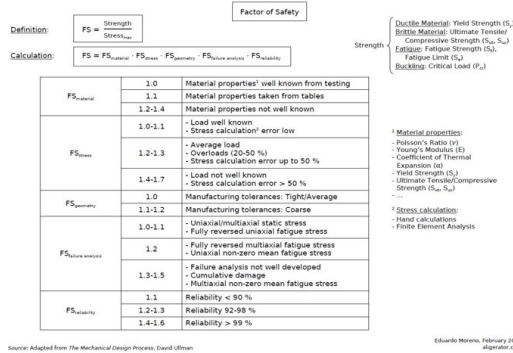 Factor of Safety
Definition:
FS = Strength / Stress_max
Calculation:
FS = FS_material · FS_stress · FS_geometry · FS_failure analysis · FS_reliability
Strength
Ductile Material: Yield Strength (S_y)
Brittle Material: Ultimate Tensile/
Compressive Strength (S_ut, S_uc)
Fatigue: Fatigue Strength (S_f),
Fatigue Limit (S_e)
Buckling: Critical Load (P_cr)
FS_material
1.0 Material properties¹ well known from testing
1.1 Material properties taken from tables
1.2-1.4 Material properties not well known
FS_stress
1.0-1.1 - Load well known
- Stress calculation² error low
1.2-1.3 - Average load
- Overloads (20-50 %)
- Stress calculation error up to 50 %
1.4-1.7 - Load not well known
- Stress calculation error > 50 %
FS_geometry
1.0 Manufacturing tolerances: Tight/Average
1.1-1.2 Manufacturing tolerances: Coarse
FS_failure analysis
1.0-1.1 - Uniaxial/multiaxial static stress
- Fully reversed uniaxial fatigue stress
1.2 - Fully reversed multiaxial fatigue stress
- Uniaxial non-zero mean fatigue stress
1.3-1.5 - Failure analysis not well developed
- Cumulative damage
- Multiaxial non-zero mean fatigue stress
FS_reliability
1.1 Reliability < 90 %
1.2-1.3 Reliability 92-98 %
1.4-1.6 Reliability > 99 %
¹ Material properties:
- Poisson's Ratio (ν)
- Young's Modulus (E)
- Coefficient of Thermal
Expansion (α)
- Yield Strength (S_y)
- Ultimate Tensile/Compressive
Strength (S_ut, S_uc)
- ...
² Stress calculation:
- Hand calculations
- Finite Element Analysis
Source: Adapted from The Mechanical Design Process, David Ullman
Eduardo Moreno, February
aligerator.